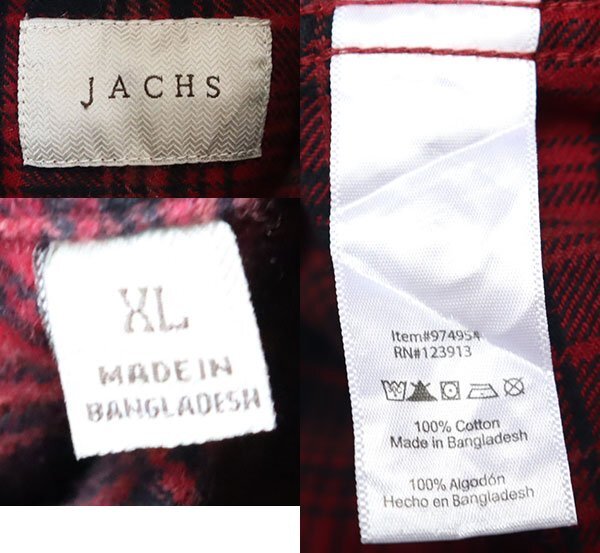 JACHS
XL
MADE IN
BANGLADESH
Item#974954
RN#123913
100% Cotton
Made in Bangladesh
100% Algodón
Hecho en Bangladesh